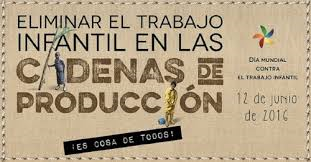 ELIMINAR EL TRABAJO
INFANTIL EN LAS
CADENAS DE
PRODUCCIÓN
¡ES COSA DE TODOS!
DÍA MUNDIAL
CONTRA
EL TRABAJO INFANTIL
12 de junio
de 2016